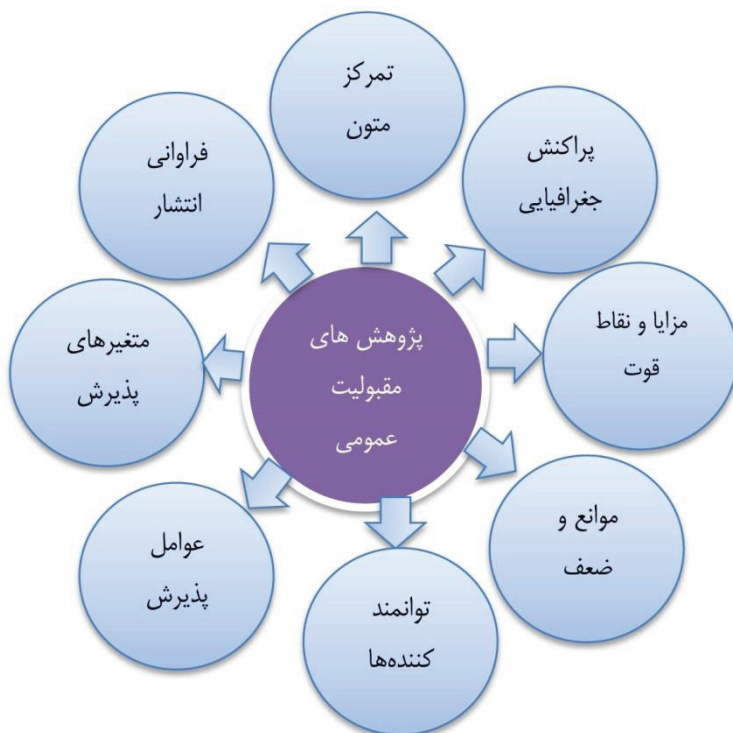 تمرکز
متون
پراکنش
جغرافیایی
مزایا و نقاط
قوت
موانع و
ضعف
توانمند
کننده‌ها
عوامل
پذیرش
متغیرهای
پذیرش
فراوانی
انتشار
پژوهش های
مقبولیت
عمومی